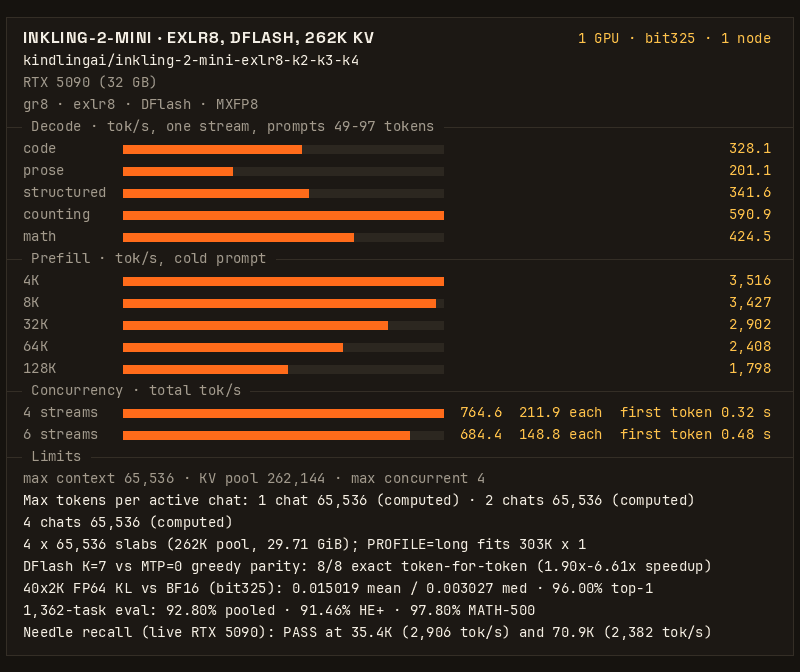 INKLING-2-MINI · EXLR8, DFLASH, 262K KV 1 GPU · bit325 · 1 node
kindlingai/inkling-2-mini-exlr8-k2-k3-k4
RTX 5090 (32 GB)
gr8 · exlr8 · DFlash · MXFP8
Decode · tok/s, one stream, prompts 49-97 tokens
code 328.1
prose 201.1
structured 341.6
counting 590.9
math 424.5
Prefill · tok/s, cold prompt
4K 3,516
8K 3,427
32K 2,902
64K 2,408
128K 1,798
Concurrency · total tok/s
4 streams 764.6 211.9 each first token 0.32 s
6 streams 684.4 148.8 each first token 0.48 s
Limits
max context 65,536 · KV pool 262,144 · max concurrent 4
Max tokens per active chat: 1 chat 65,536 (computed) · 2 chats 65,536 (computed)
4 chats 65,536 (computed)
4 x 65,536 slabs (262K pool, 29.71 GiB); PROFILE=long fits 303K x 1
DFlash K=7 vs MTP=0 greedy parity: 8/8 exact token-for-token (1.90x-6.61x speedup)
40x2K FP64 KL vs BF16 (bit325): 0.015019 mean / 0.003027 med · 96.00% top-1
1,362-task eval: 92.80% pooled · 91.46% HE+ · 97.80% MATH-500
Needle recall (live RTX 5090): PASS at 35.4K (2,906 tok/s) and 70.9K (2,382 tok/s)